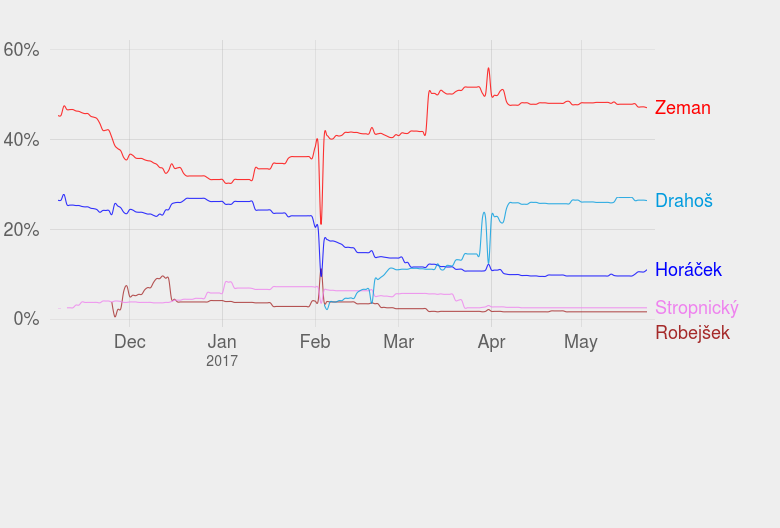 60%
40%
20%
0%
Dec Jan Feb Mar Apr May
2017
Zeman
Drahoš
Horáček
Stropnický
Robejšek